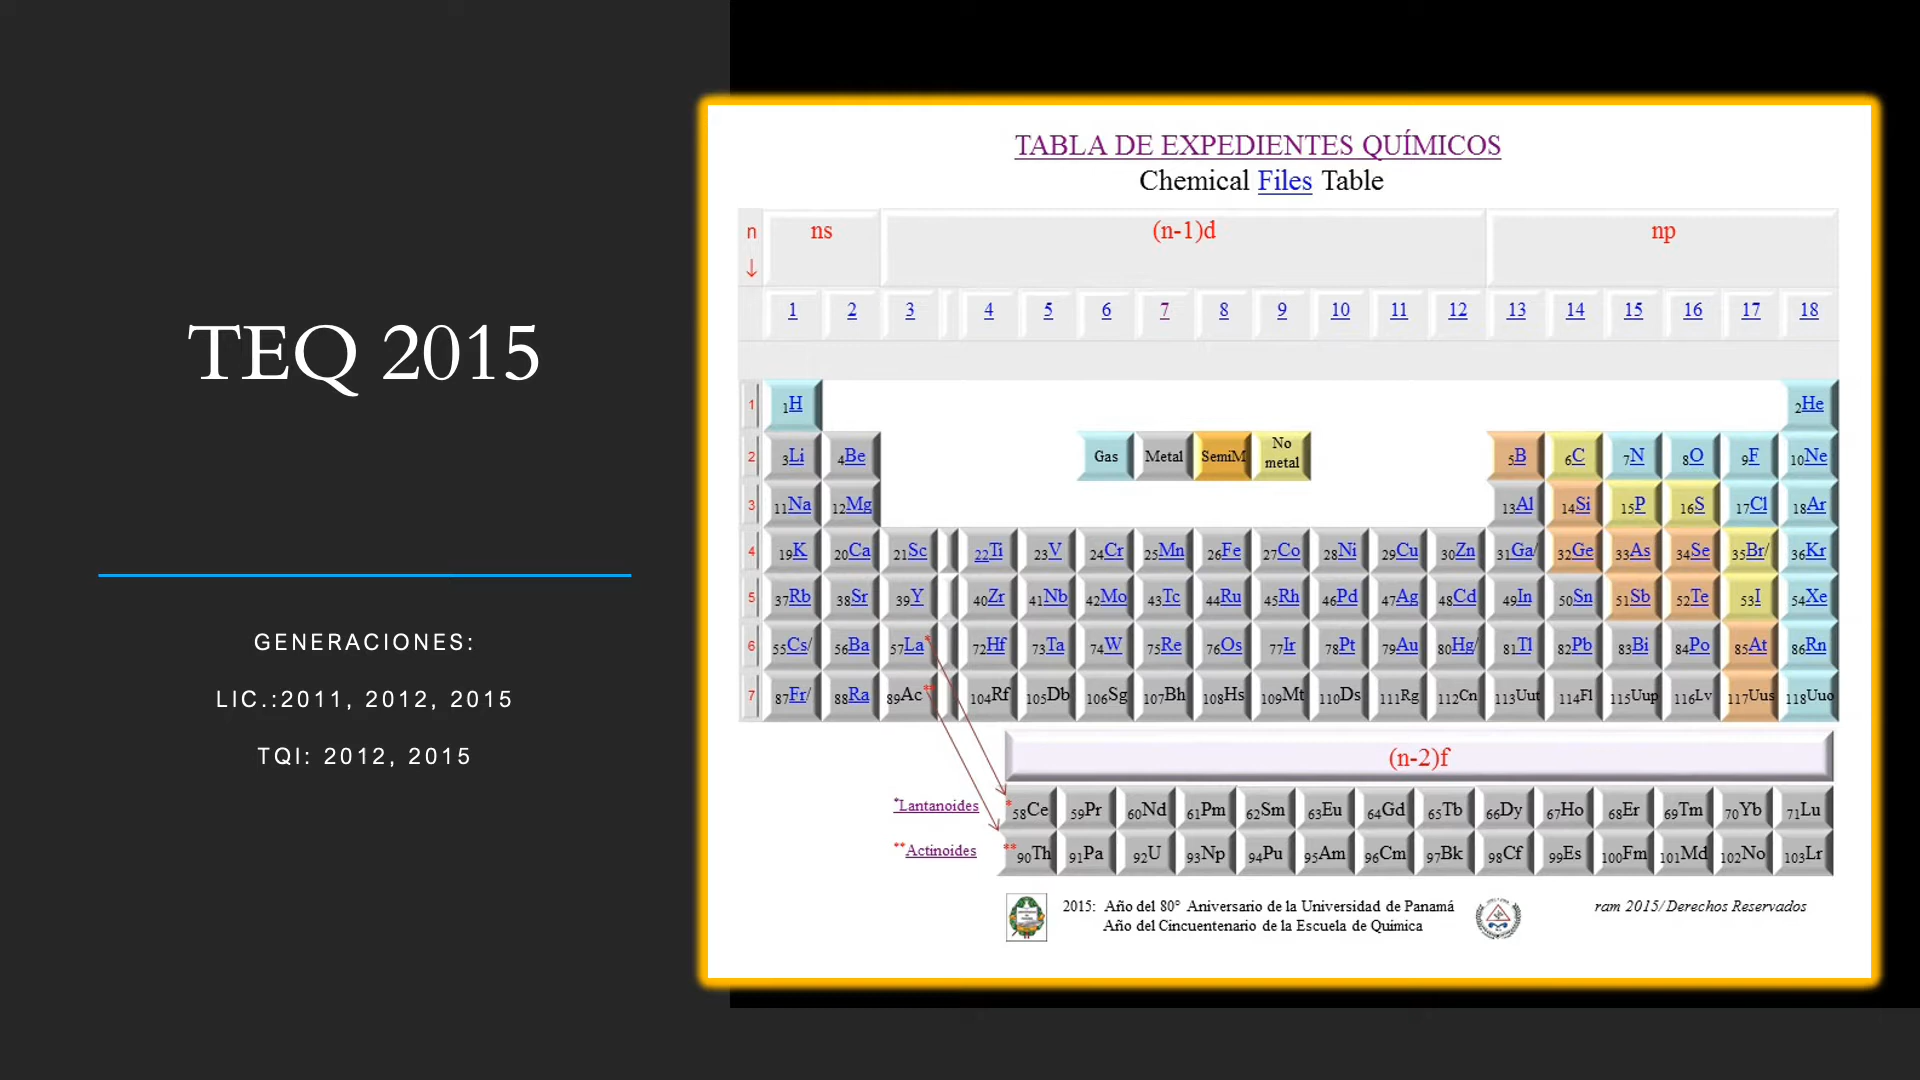 TEQ 2015
GENERACIONES:
LIC.:2011, 2012, 2015
TQI: 2012, 2015
TABLA DE EXPEDIENTES QUÍMICOS
Chemical Files Table
n ns (n-1)d np
↓
1 2 3 4 5 6 7 8 9 10 11 12 13 14 15 16 17 18
1 1H 2He
2 3Li 4Be Gas Metal SemiM No metal 5B 6C 7N 8O 9F 10Ne
3 11Na 12Mg 13Al 14Si 15P 16S 17Cl 18Ar
4 19K 20Ca 21Sc 22Ti 23V 24Cr 25Mn 26Fe 27Co 28Ni 29Cu 30Zn 31Ga/ 32Ge 33As 34Se 35Br/ 36Kr
5 37Rb 38Sr 39Y 40Zr 41Nb 42Mo 43Tc 44Ru 45Rh 46Pd 47Ag 48Cd 49In 50Sn 51Sb 52Te 53I 54Xe
6 55Cs/ 56Ba 57La* 72Hf 73Ta 74W 75Re 76Os 77Ir 78Pt 79Au 80Hg/ 81Tl 82Pb 83Bi 84Po 85At 86Rn
7 87Fr/ 88Ra 89Ac** 104Rf 105Db 106Sg 107Bh 108Hs 109Mt 110Ds 111Rg 112Cn 113Uut 114Fl 115Uup 116Lv 117Uus 118Uuo
(n-2)f
*Lantanoides * 58Ce 59Pr 60Nd 61Pm 62Sm 63Eu 64Gd 65Tb 66Dy 67Ho 68Er 69Tm 70Yb 71Lu
**Actinoides ** 90Th 91Pa 92U 93Np 94Pu 95Am 96Cm 97Bk 98Cf 99Es 100Fm 101Md 102No 103Lr
2015: Año del 80° Aniversario de la Universidad de Panamá
Año del Cincuentenario de la Escuela de Quimica
ram 2015/Derechos Reservados